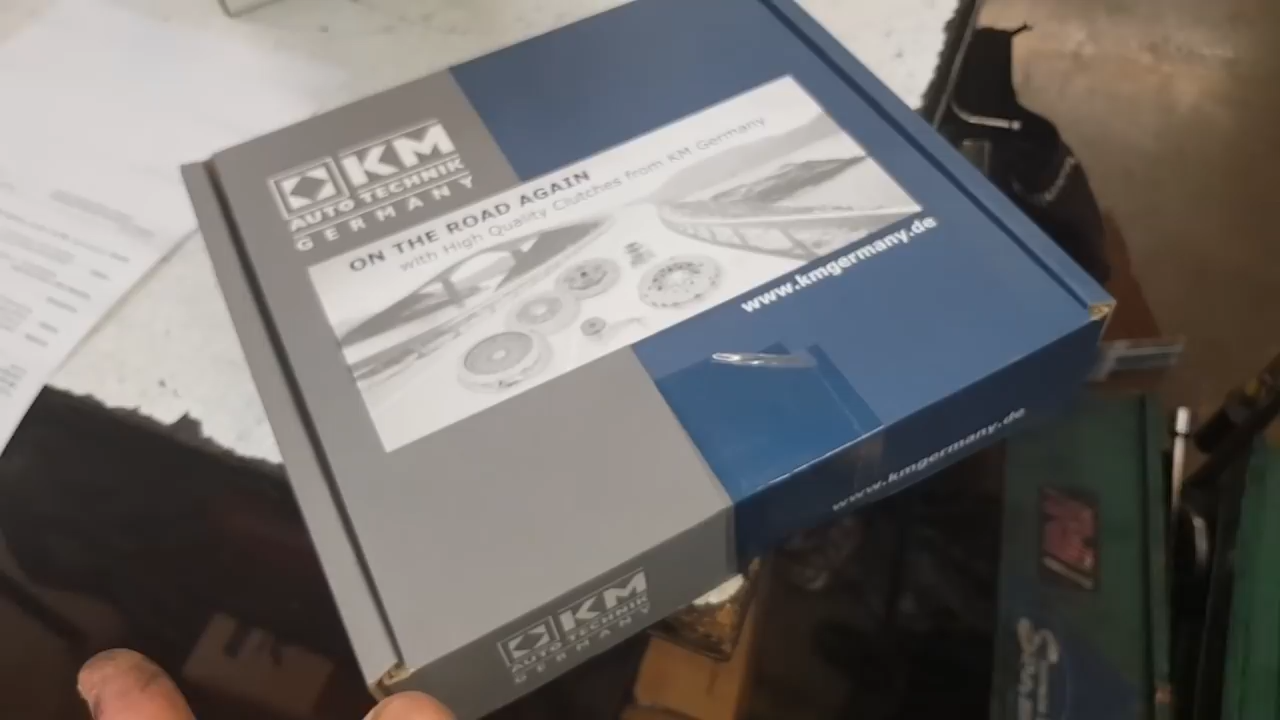 KM
AUTO TECHNIK
GERMANY
ON THE ROAD AGAIN
with High Quality Clutches from KM Germany
www.kmgermany.de
www.kmgermany.de
KM
AUTO TECHNIK
GERMANY